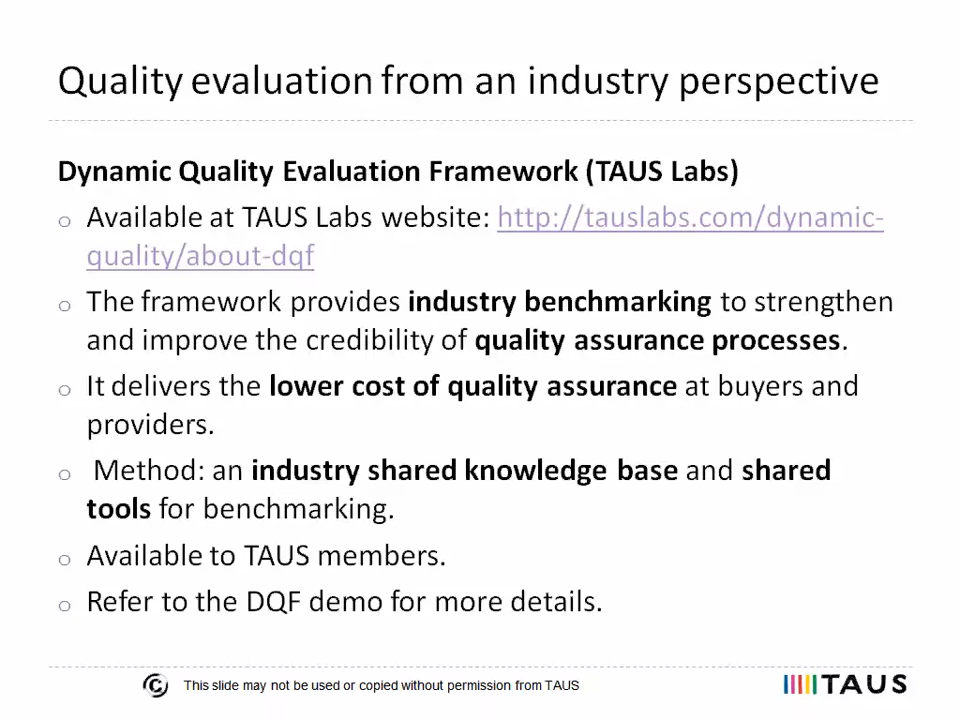 Quality evaluation from an industry perspective
Dynamic Quality Evaluation Framework (TAUS Labs)
o Available at TAUS Labs website: http://tauslabs.com/dynamic-
quality/about-dqf
o The framework provides industry benchmarking to strengthen
and improve the credibility of quality assurance processes.
o It delivers the lower cost of quality assurance at buyers and
providers.
o Method: an industry shared knowledge base and shared
tools for benchmarking.
o Available to TAUS members.
o Refer to the DQF demo for more details.
© This slide may not be used or copied without permission from TAUS
TAUS